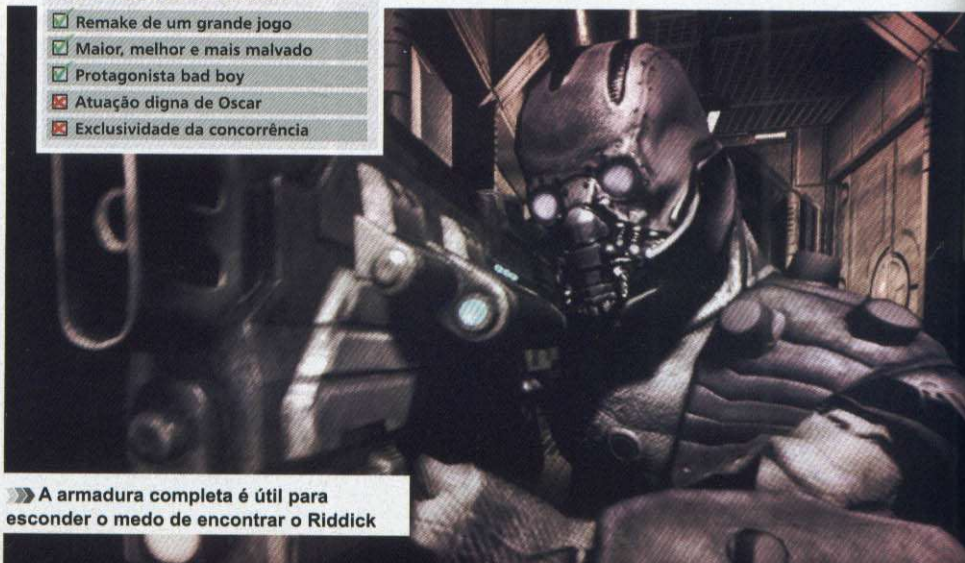 Remake de um grande jogo
Maior, melhor e mais malvado
Protagonista bad boy
Atuação digna de Oscar
Exclusividade da concorrência
A armadura completa é útil para
esconder o medo de encontrar o Riddick